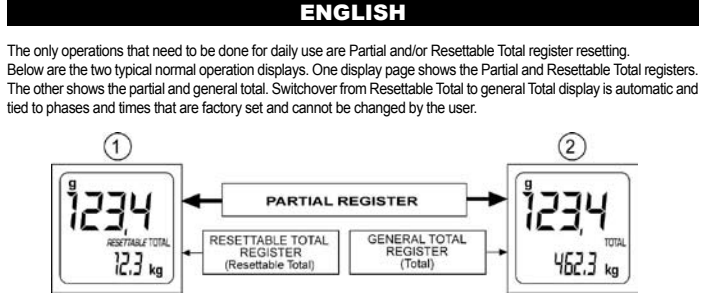 ENGLISH
The only operations that need to be done for daily use are Partial and/or Resettable Total register resetting.
Below are the two typical normal operation displays. One display page shows the Partial and Resettable Total registers.
The other shows the partial and general total. Switchover from Resettable Total to general Total display is automatic and
tied to phases and times that are factory set and cannot be changed by the user.
1
2
g
123,4
RESETTABLE TOTAL
12.3 kg
PARTIAL REGISTER
RESETTABLE TOTAL
REGISTER
(Resettable Total)
GENERAL TOTAL
REGISTER
(Total)
g
123,4
TOTAL
462.3 kg